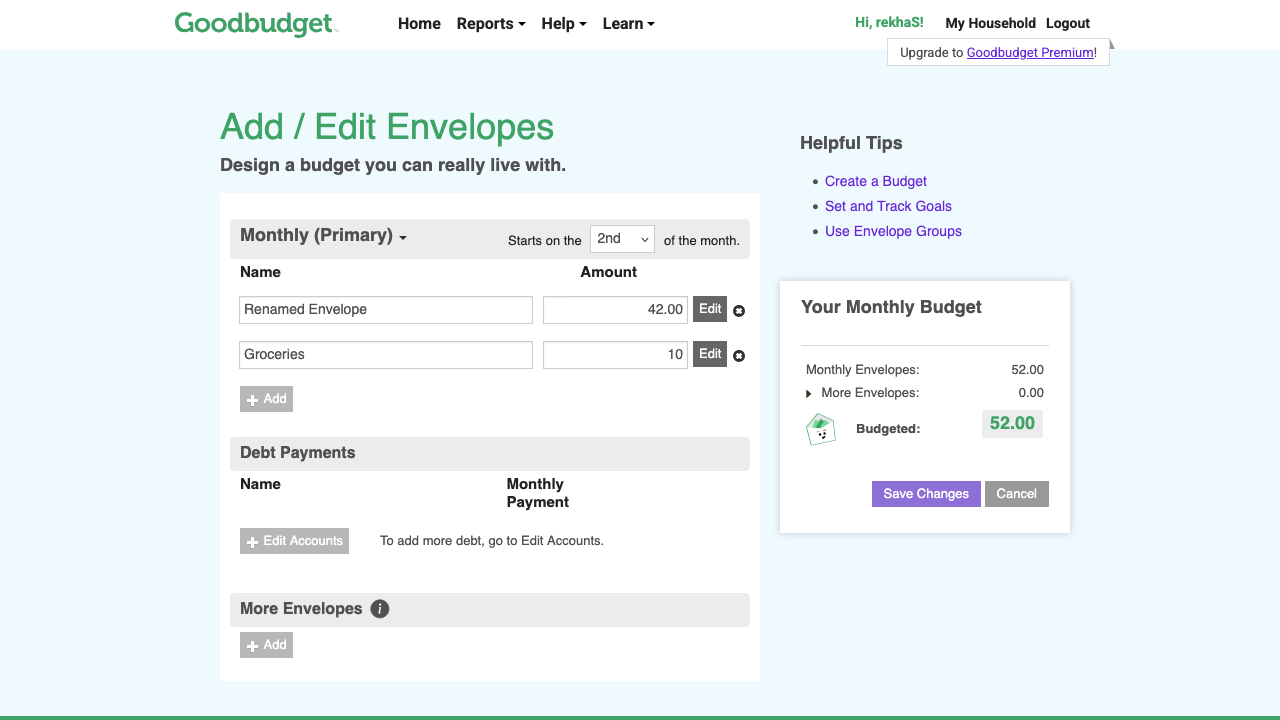 Goodbudget
Home Reports Help Learn
Hi, rekhaS! My Household Logout
Upgrade to Goodbudget Premium!
Add / Edit Envelopes
Design a budget you can really live with.
Monthly (Primary) Starts on the 2nd of the month.
Name Amount
Renamed Envelope 42.00 Edit
Groceries 10 Edit
Add
Debt Payments
Name Monthly
Payment
Edit Accounts To add more debt, go to Edit Accounts.
More Envelopes i
Add
Helpful Tips
• Create a Budget
• Set and Track Goals
• Use Envelope Groups
Your Monthly Budget
Monthly Envelopes: 52.00
More Envelopes: 0.00
Budgeted: 52.00
Save Changes Cancel